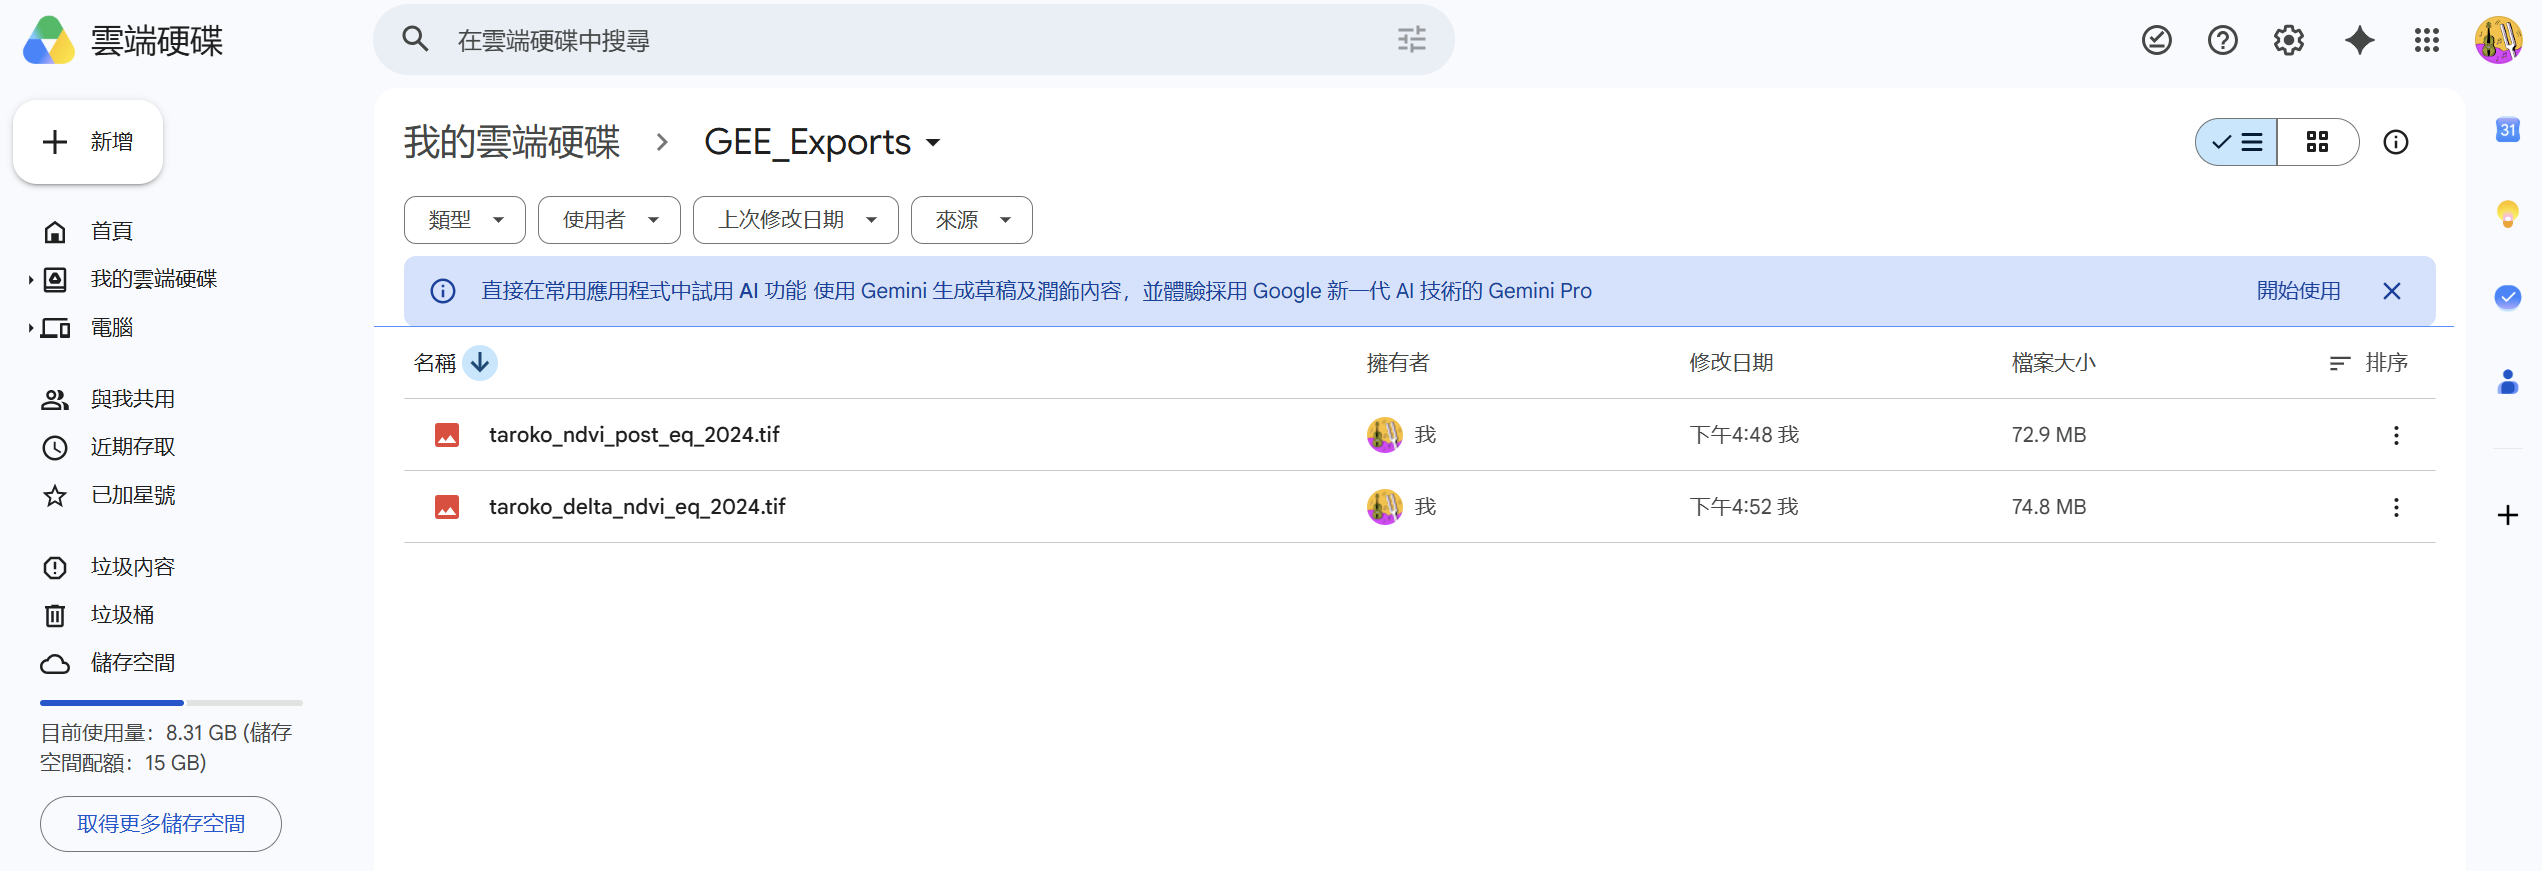 雲端硬碟
在雲端硬碟中搜尋
新增
首頁
我的雲端硬碟
電腦
與我共用
近期存取
已加星號
垃圾內容
垃圾桶
儲存空間
目前使用量：8.31 GB (儲存
空間配額：15 GB)
取得更多儲存空間
我的雲端硬碟 GEE_Exports
類型 使用者 上次修改日期 來源
直接在常用應用程式中試用 AI 功能 使用 Gemini 生成草稿及潤飾內容，並體驗採用 Google 新一代 AI 技術的 Gemini Pro 開始使用
名稱 擁有者 修改日期 檔案大小 排序
taroko_ndvi_post_eq_2024.tif 我 下午4:48 我 72.9 MB
taroko_delta_ndvi_eq_2024.tif 我 下午4:52 我 74.8 MB
31